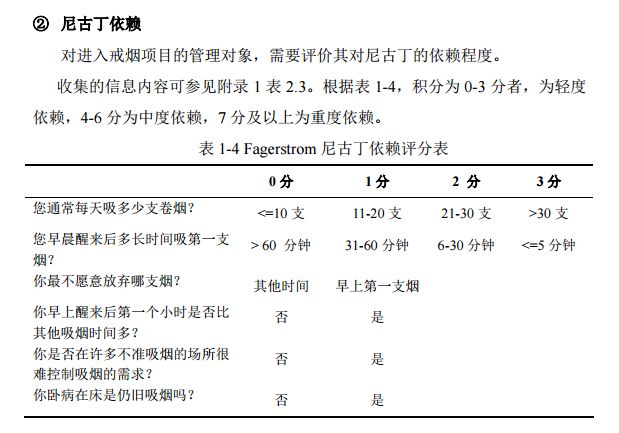 ② 尼古丁依赖
对进入戒烟项目的管理对象，需要评价其对尼古丁的依赖程度。
收集的信息内容可参见附录 1 表 2.3。根据表 1-4，积分为 0-3 分者，为轻度
依赖，4-6 分为中度依赖，7 分及以上为重度依赖。
表 1-4 Fagerstrom 尼古丁依赖评分表
0 分 1 分 2 分 3 分
您通常每天吸多少支卷烟？ <=10 支 11-20 支 21-30 支 >30 支
您早晨醒来后多长时间吸第一支 > 60 分钟 31-60 分钟 6-30 分钟 <=5 分钟
烟？
你最不愿意放弃哪支烟？ 其他时间 早上第一支烟
你早上醒来后第一个小时是否比 否 是
其他吸烟时间多？
你是否在许多不准吸烟的场所很 否 是
难控制吸烟的需求？
你卧病在床是仍旧吸烟吗？ 否 是